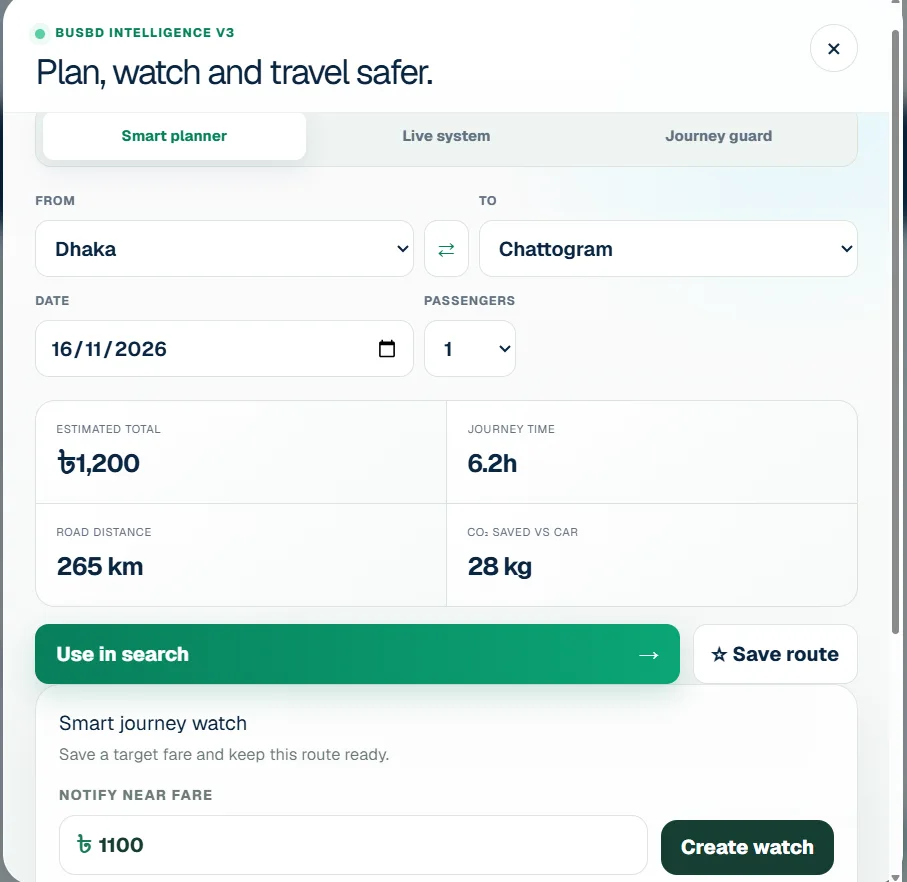 BUSBD INTELLIGENCE V3
Plan, watch and travel safer.
Smart planner
Live system
Journey guard
FROM
TO
Dhaka
Chattogram
DATE
PASSENGERS
16/11/2026
1
ESTIMATED TOTAL
JOURNEY TIME
৳1,200
6.2h
ROAD DISTANCE
CO₂ SAVED VS CAR
265 km
28 kg
Use in search →
☆ Save route
Smart journey watch
Save a target fare and keep this route ready.
NOTIFY NEAR FARE
৳ 1100
Create watch